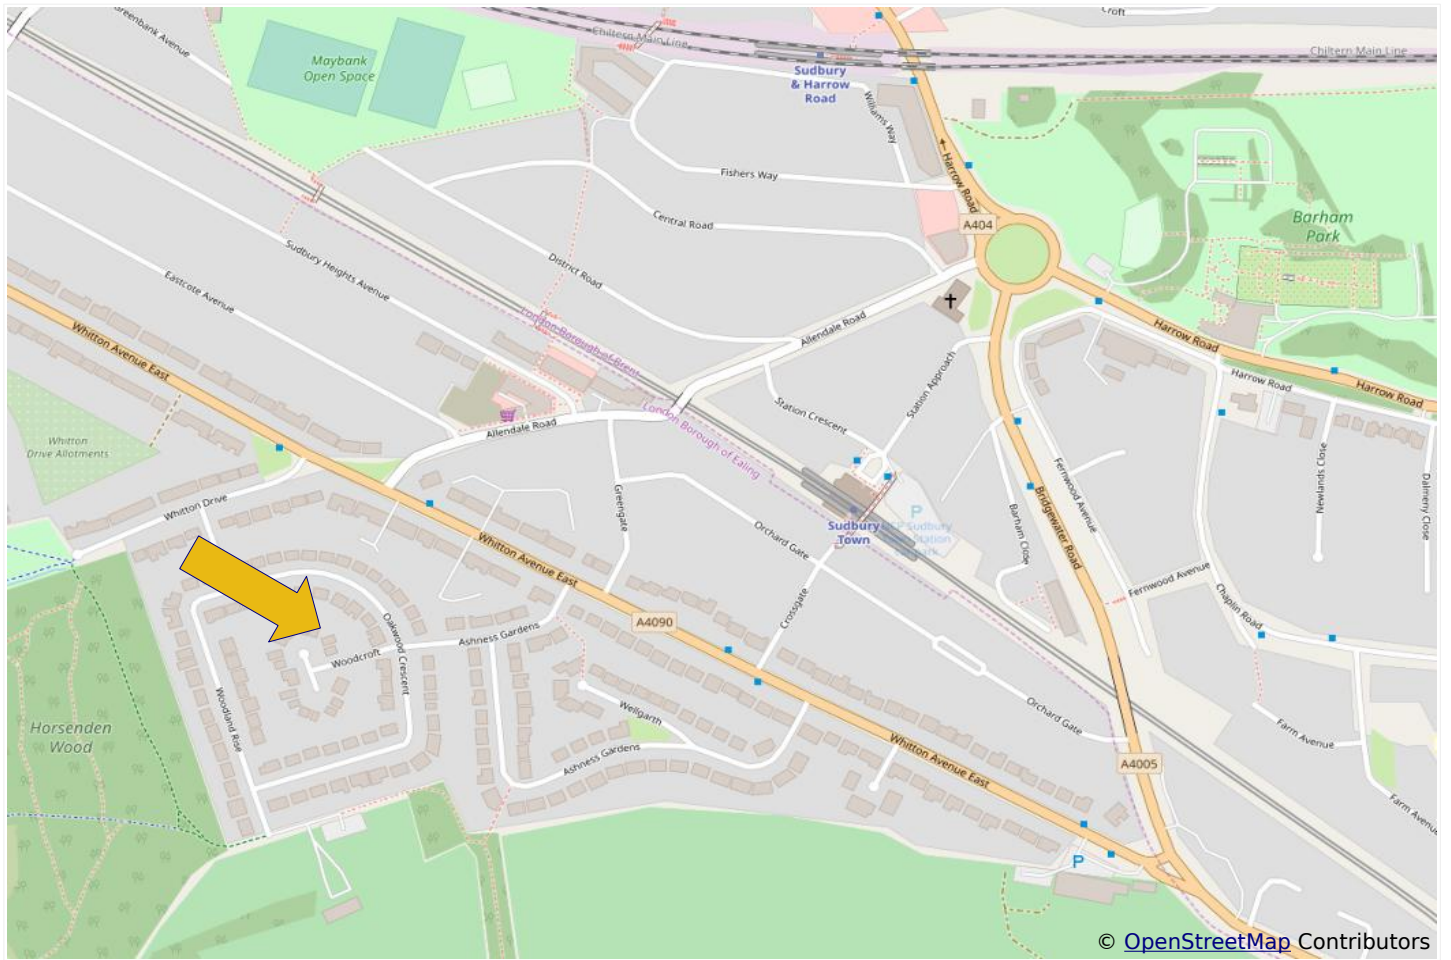 Greenbank Avenue
Croft
Maybank
Open Space
Chiltern Main Line
Chiltern Main Line
Sudbury
& Harrow
Road
Williams Way
Harrow Road
Fishers Way
Central Road
A404
Barham
Park
Sudbury Heights Avenue
District Road
Eastcote Avenue
London Borough of Brent
Allendale Road
Harrow Road
Whitton Avenue East
Harrow Road
Harrow Road
Station Approach
Station Crescent
London Borough of Ealing
Allendale Road
Whitton
Drive Allotments
Whitton Drive
Greengate
Orchard Gate
Sudbury
Town
P
Sudbury
Station
Barham Close
Bridgewater Road
Fernwood Avenue
Newlands Close
Dalmeny Close
Whitton Avenue East
Fernwood Avenue
Chaplin Road
Crossgate
A4090
Oakwood Crescent
Ashness Gardens
Woodcroft
Woodland Rise
Wellgarth
Orchard Gate
Horsenden
Wood
Ashness Gardens
Whitton Avenue East
A4005
Farm Avenue
Farm Avenue
P
© OpenStreetMap Contributors